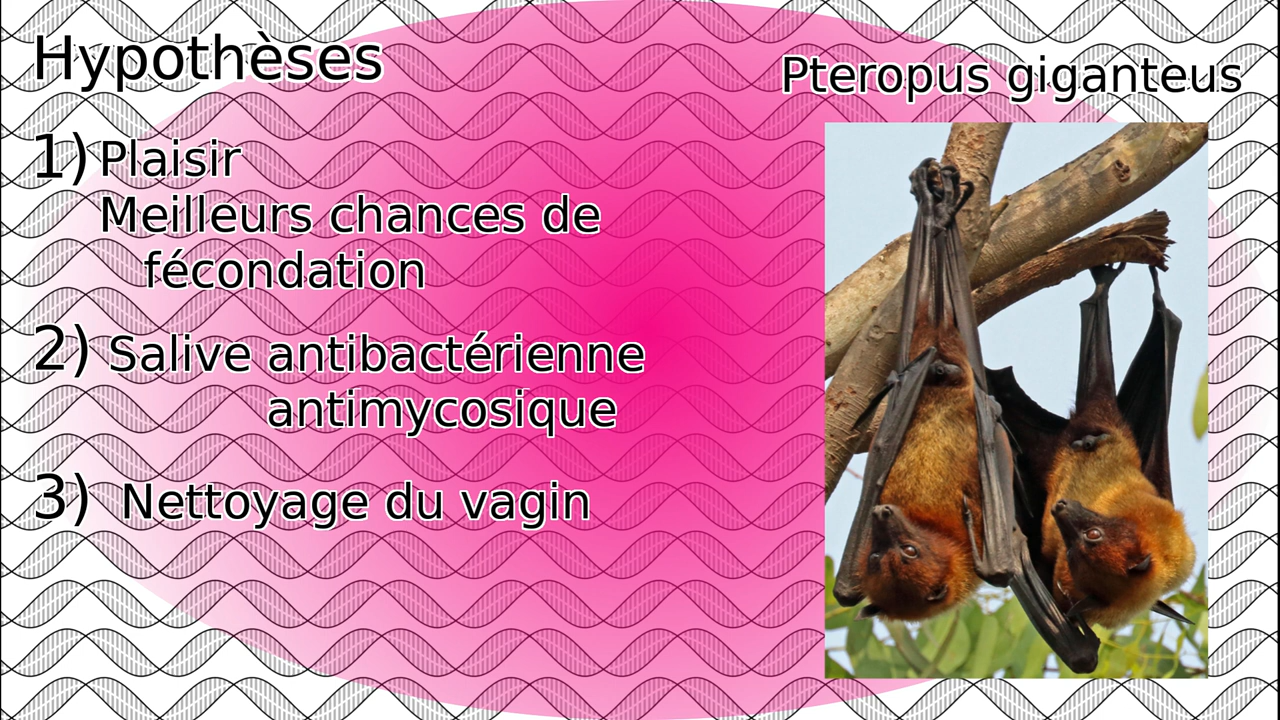 Hypothèses
Pteropus giganteus
1) Plaisir
Meilleurs chances de
fécondation
2) Salive antibactérienne
antimycosique
3) Nettoyage du vagin